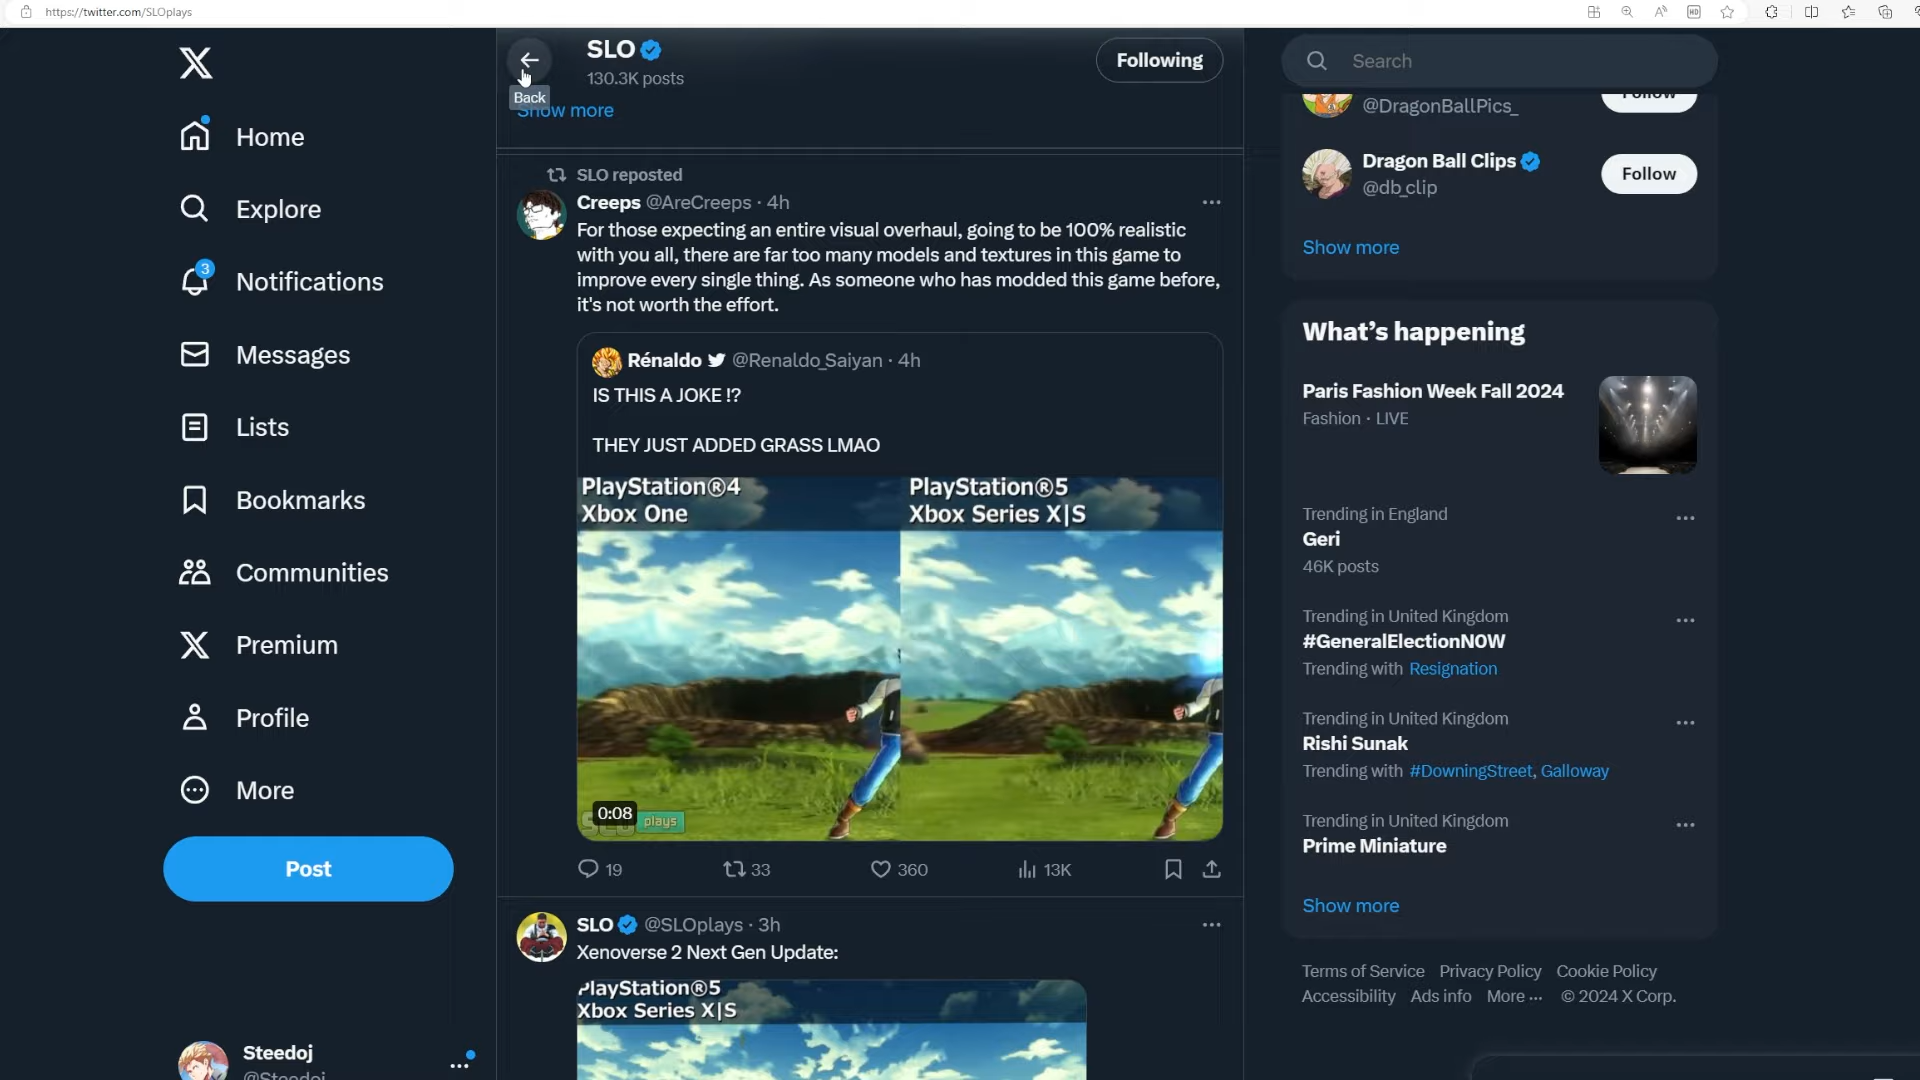 https://twitter.com/SLOplays
SLO
130.3K posts
Following
Back
Show more
Home
Explore
3
Notifications
Messages
Lists
Bookmarks
Communities
Premium
Profile
More
Post
Steedoj
@Steedoj
SLO reposted
Creeps @AreCreeps · 4h
For those expecting an entire visual overhaul, going to be 100% realistic
with you all, there are far too many models and textures in this game to
improve every single thing. As someone who has modded this game before,
it's not worth the effort.
Rénaldo @Renaldo_Saiyan · 4h
IS THIS A JOKE !?
THEY JUST ADDED GRASS LMAO
PlayStation®4
Xbox One
PlayStation®5
Xbox Series X|S
0:08
plays
19
33
360
13K
SLO @SLOplays · 3h
Xenoverse 2 Next Gen Update:
PlayStation®5
Xbox Series X|S
Search
@DragonBallPics_
Follow
Dragon Ball Clips
@db_clip
Follow
Show more
What's happening
Paris Fashion Week Fall 2024
Fashion · LIVE
Trending in England
Geri
46K posts
Trending in United Kingdom
#GeneralElectionN0W
Trending with Resignation
Trending in United Kingdom
Rishi Sunak
Trending with #DowningStreet, Galloway
Trending in United Kingdom
Prime Miniature
Show more
Terms of Service Privacy Policy Cookie Policy
Accessibility Ads info More ··· © 2024 X Corp.